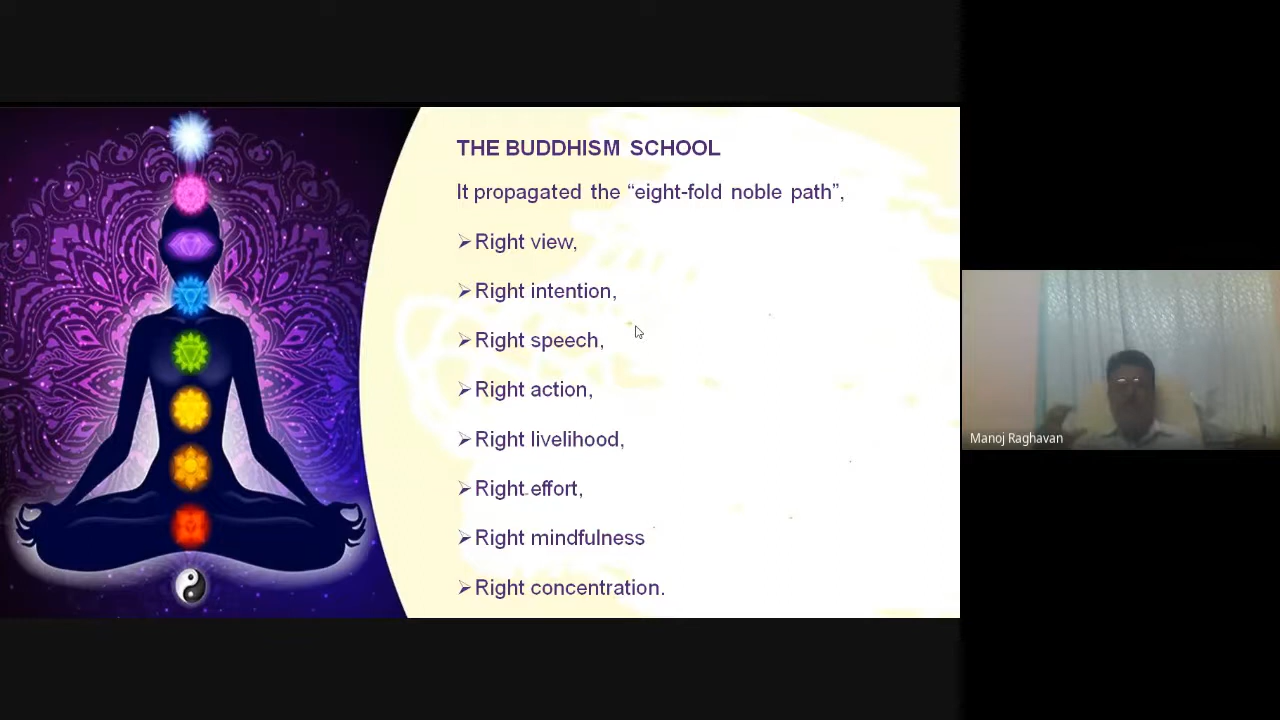 THE BUDDHISM SCHOOL
It propagated the “eight-fold noble path”,
➢Right view,
➢Right intention,
➢Right speech,
➢Right action,
➢Right livelihood,
➢Right effort,
➢Right mindfulness
➢Right concentration.
Manoj Raghavan